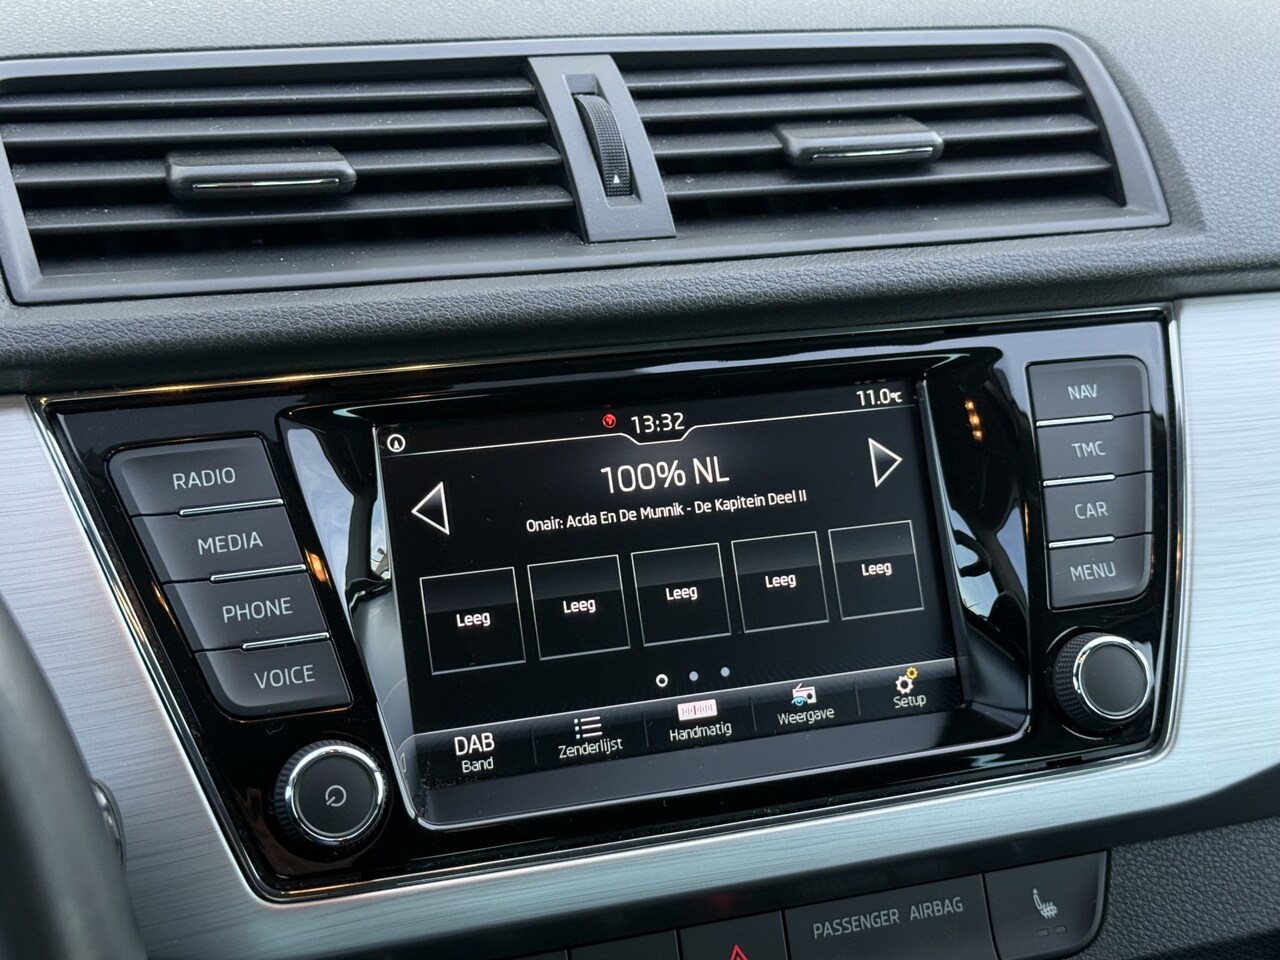 13:32
11.0°C
100% NL
Onair: Acda En De Munnik - De Kapitein Deel II
Leeg
Leeg
Leeg
Leeg
Leeg
DAB
Band
Zenderlijst
Handmatig
Weergave
Setup
RADIO
MEDIA
PHONE
VOICE
NAV
TMC
CAR
MENU
PASSENGER AIRBAG